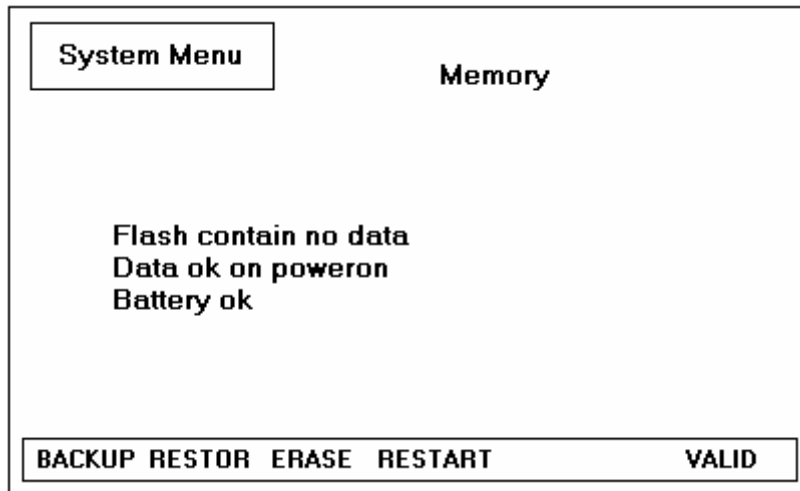 System Menu
Memory
Flash contain no data
Data ok on poweron
Battery ok
BACKUP RESTOR ERASE RESTART VALID